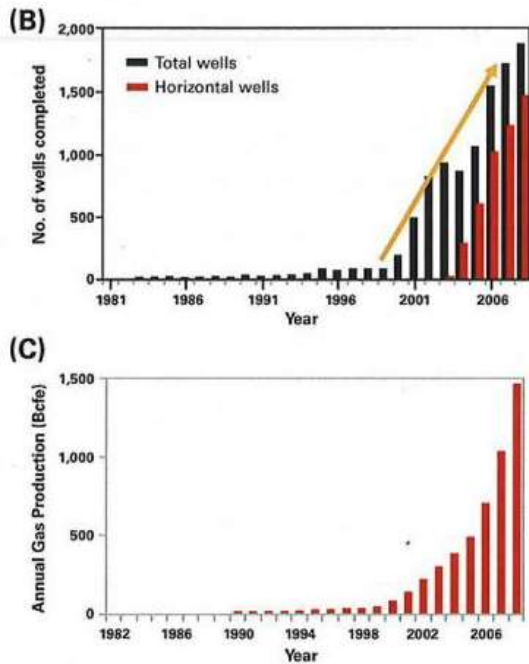 (B)
No. of wells completed
2,000
1,500
1,000
500
0
Total wells
Horizontal wells
1981 1986 1991 1996 2001 2006
Year
(C)
Annual Gas Production (Bcfe)
1,500
1,000
500
0
1982 1986 1990 1994 1998 2002 2006
Year